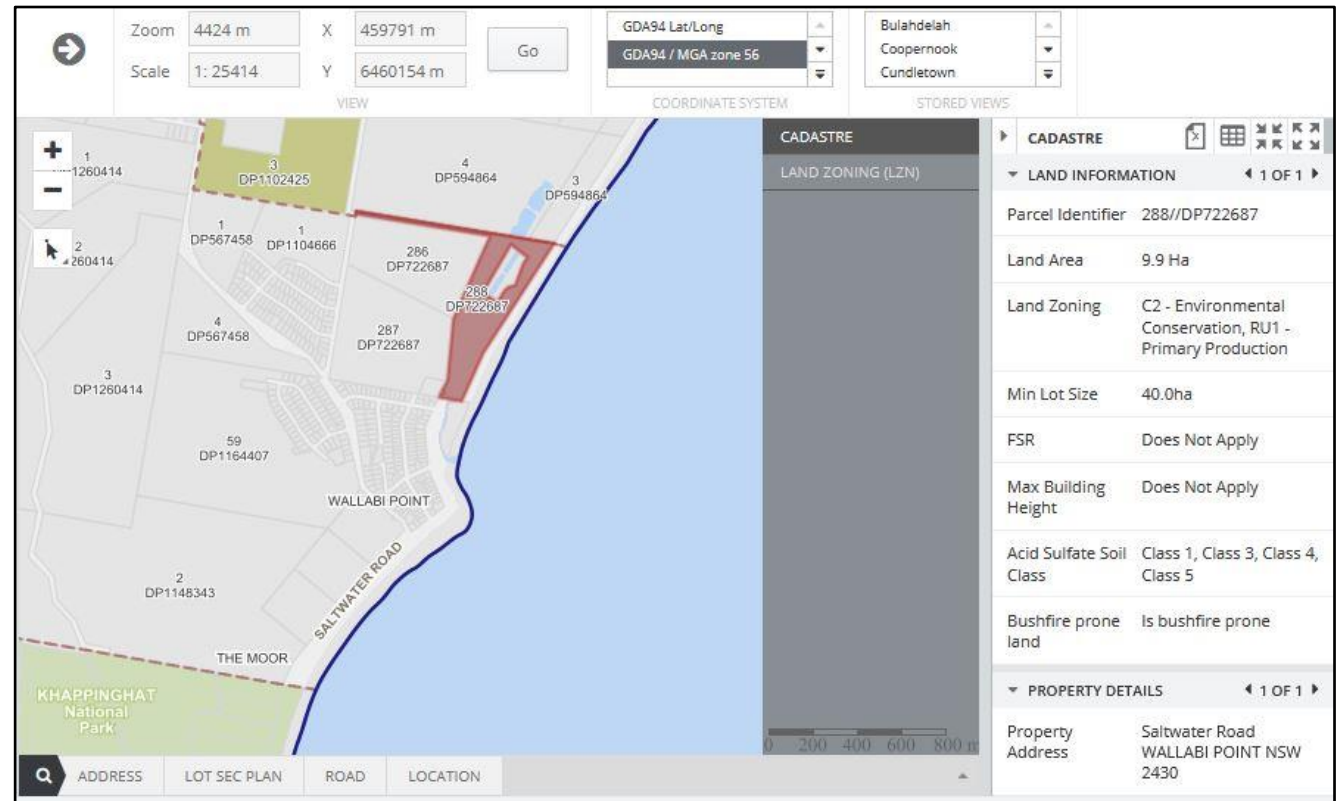 Zoom 4424 m X 459791 m
Scale 1: 25414 Y 6460154 m
Go
VIEW
GDA94 Lat/Long
GDA94 / MGA zone 56
COORDINATE SYSTEM
Bulahdelah
Coopernook
Cundletown
STORED VIEWS
+
−
1
DP1260414
3
DP1102425
4
DP594864
3
DP594864
1
DP567458
1
DP1104666
2
260414
286
DP722687
288
DP722687
4
DP567458
287
DP722687
3
DP1260414
59
DP1164407
WALLABI POINT
SALTWATER ROAD
2
DP1148343
THE MOOR
KHAPPINGHAT
National
Park
CADASTRE
LAND ZONING (LZN)
0 200 400 600 800 m
ADDRESS LOT SEC PLAN ROAD LOCATION
CADASTRE
LAND INFORMATION 1 OF 1
Parcel Identifier 288//DP722687
Land Area 9.9 Ha
Land Zoning C2 - Environmental
Conservation, RU1 -
Primary Production
Min Lot Size 40.0ha
FSR Does Not Apply
Max Building Does Not Apply
Height
Acid Sulfate Soil Class 1, Class 3, Class 4,
Class Class 5
Bushfire prone Is bushfire prone
land
PROPERTY DETAILS 1 OF 1
Property Saltwater Road
Address WALLABI POINT NSW
2430